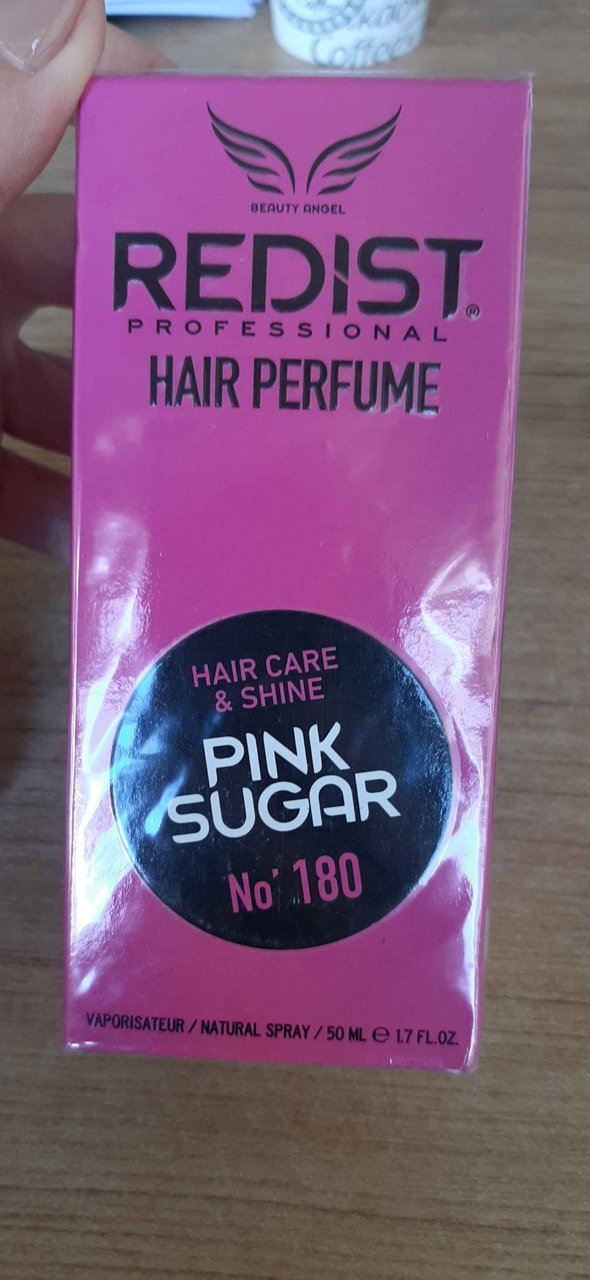 Coffee
BEAUTY ANGEL
REDIST®
PROFESSIONAL
HAIR PERFUME
HAIR CARE
& SHINE
PINK
SUGAR
No' 180
VAPORISATEUR / NATURAL SPRAY / 50 ML ℮ 1.7 FL.OZ.